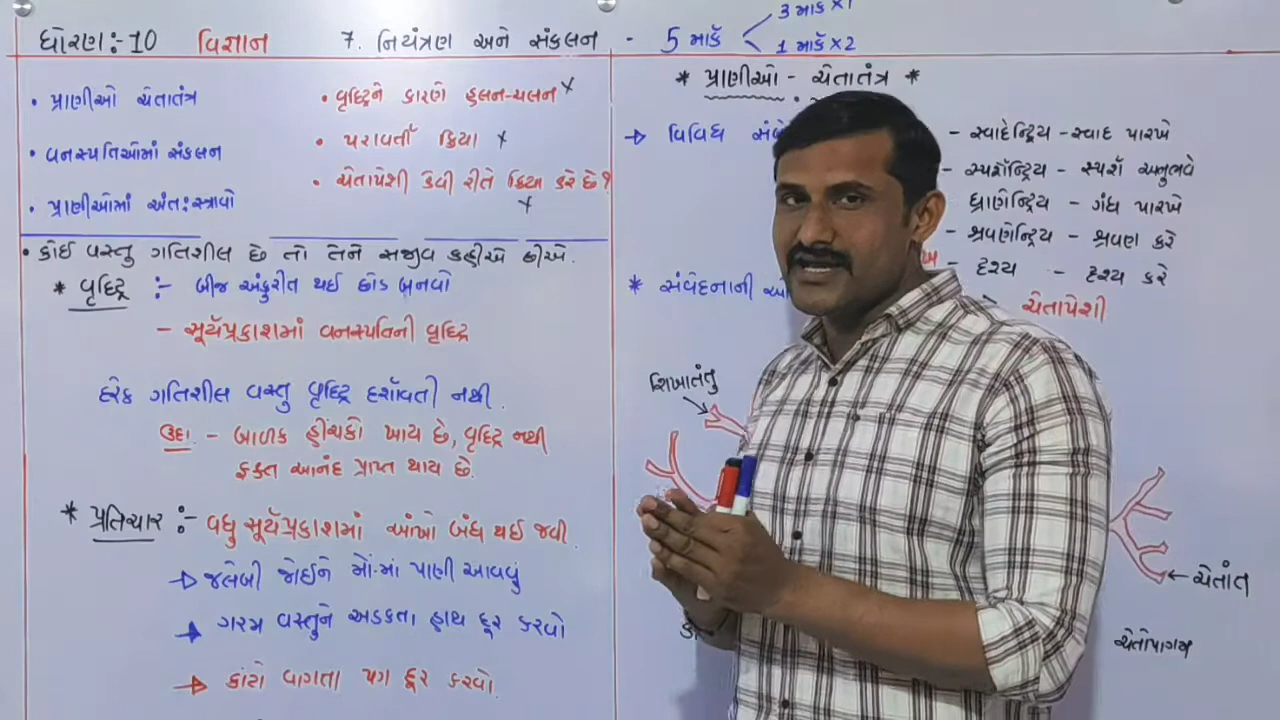 ધોરણ:-10 વિજ્ઞાન 7. નિયંત્રણ અને સંકલન - 5 માર્ક
3 માર્ક x 1
1 માર્ક x 2
• પ્રાણીઓ ચેતાતંત્ર
• વનસ્પતિઓમાં સંકલન
• પ્રાણીઓમાં અંત:સ્ત્રાવો
• વૃદ્ધિને કારણે હલન-ચલન x
• પરાવર્તી ક્રિયા x
• ચેતાપેશી કેવી રીતે ક્રિયા કરે છે? x
• કોઈ વસ્તુ ગતિશીલ છે તો તેને સજીવ કહીએ છીએ.
* વૃદ્ધિ :- બીજ અંકુરીત થઈ છોડ બનવો
- સૂર્યપ્રકાશમાં વનસ્પતિની વૃદ્ધિ
દરેક ગતિશીલ વસ્તુ વૃદ્ધિ દર્શાવતી નથી.
ઉદા. - બાળક હીંચકો ખાય છે, વૃદ્ધિ નથી
ફક્ત આનંદ પ્રાપ્ત થાય છે.
* પ્રતિચાર :- વધુ સૂર્યપ્રકાશમાં આંખો બંધ થઈ જવી.
→ જલેબી જોઈને મોં-માં પાણી આવવું
→ ગરમ વસ્તુને અડકતા હાથ દૂર કરવો
→ કાંટો વાગતા પગ દૂર કરવો.
* પ્રાણીઓ - ચેતાતંત્ર *
→ વિવિધ
- સ્વાદેન્દ્રિય - સ્વાદ પારખે
- સ્પર્શેન્દ્રિય - સ્પર્શ અનુભવે
ઘ્રાણેન્દ્રિય - ગંધ પારખે
- શ્રવણેન્દ્રિય - શ્રવણ કરે
- દૃશ્ય - દૃશ્ય કરે
* સંવેદનાની
ચેતાપેશી
શિખાતંતુ
← ચેતાંત
ચેતોપાગમ